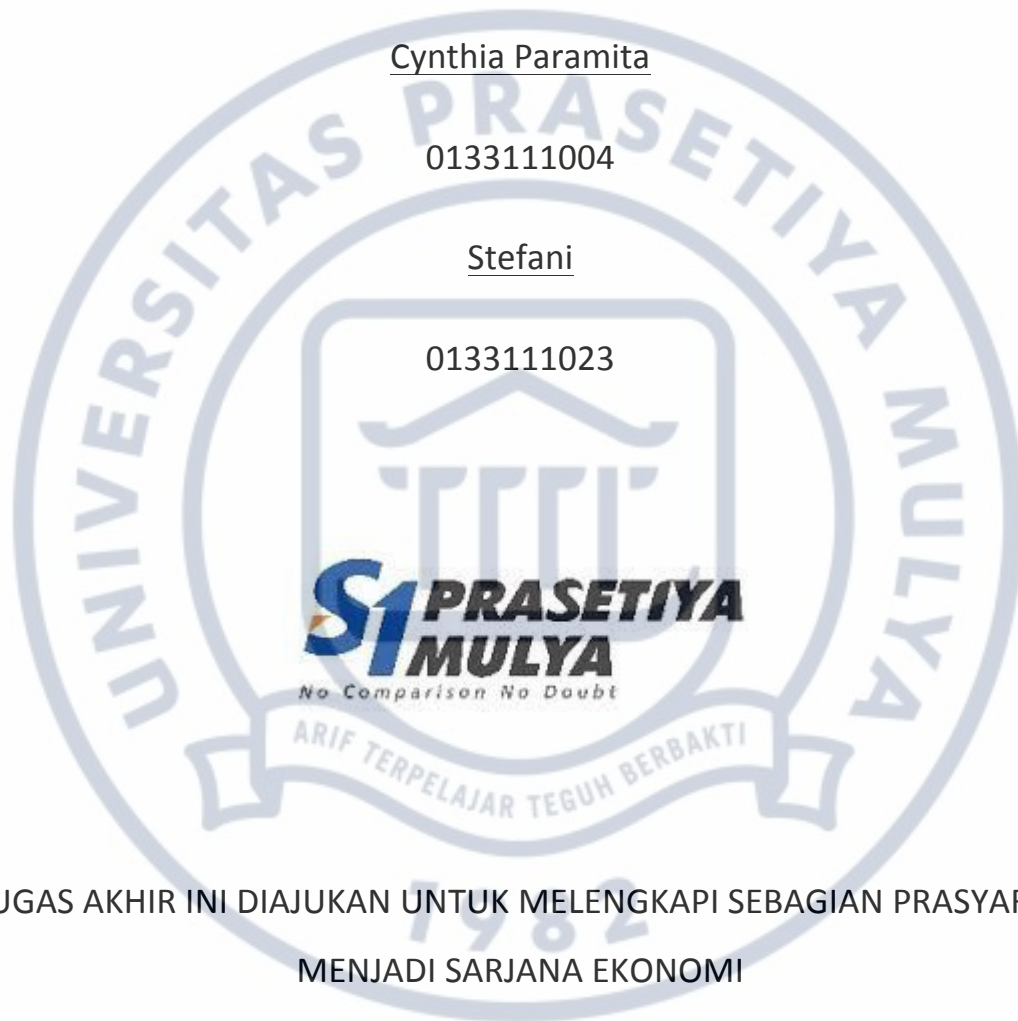 Cynthia Paramita
0133111004
Stefani
0133111023
UNIVERSITAS PRASETIYA MULYA
S1 PRASETIYA
MULYA
No Comparison No Doubt
ARIF TERPELAJAR TEGUH BERBAKTI
UGAS AKHIR INI DIAJUKAN UNTUK MELENGKAPI SEBAGIAN PRASYAR
1982
MENJADI SARJANA EKONOMI